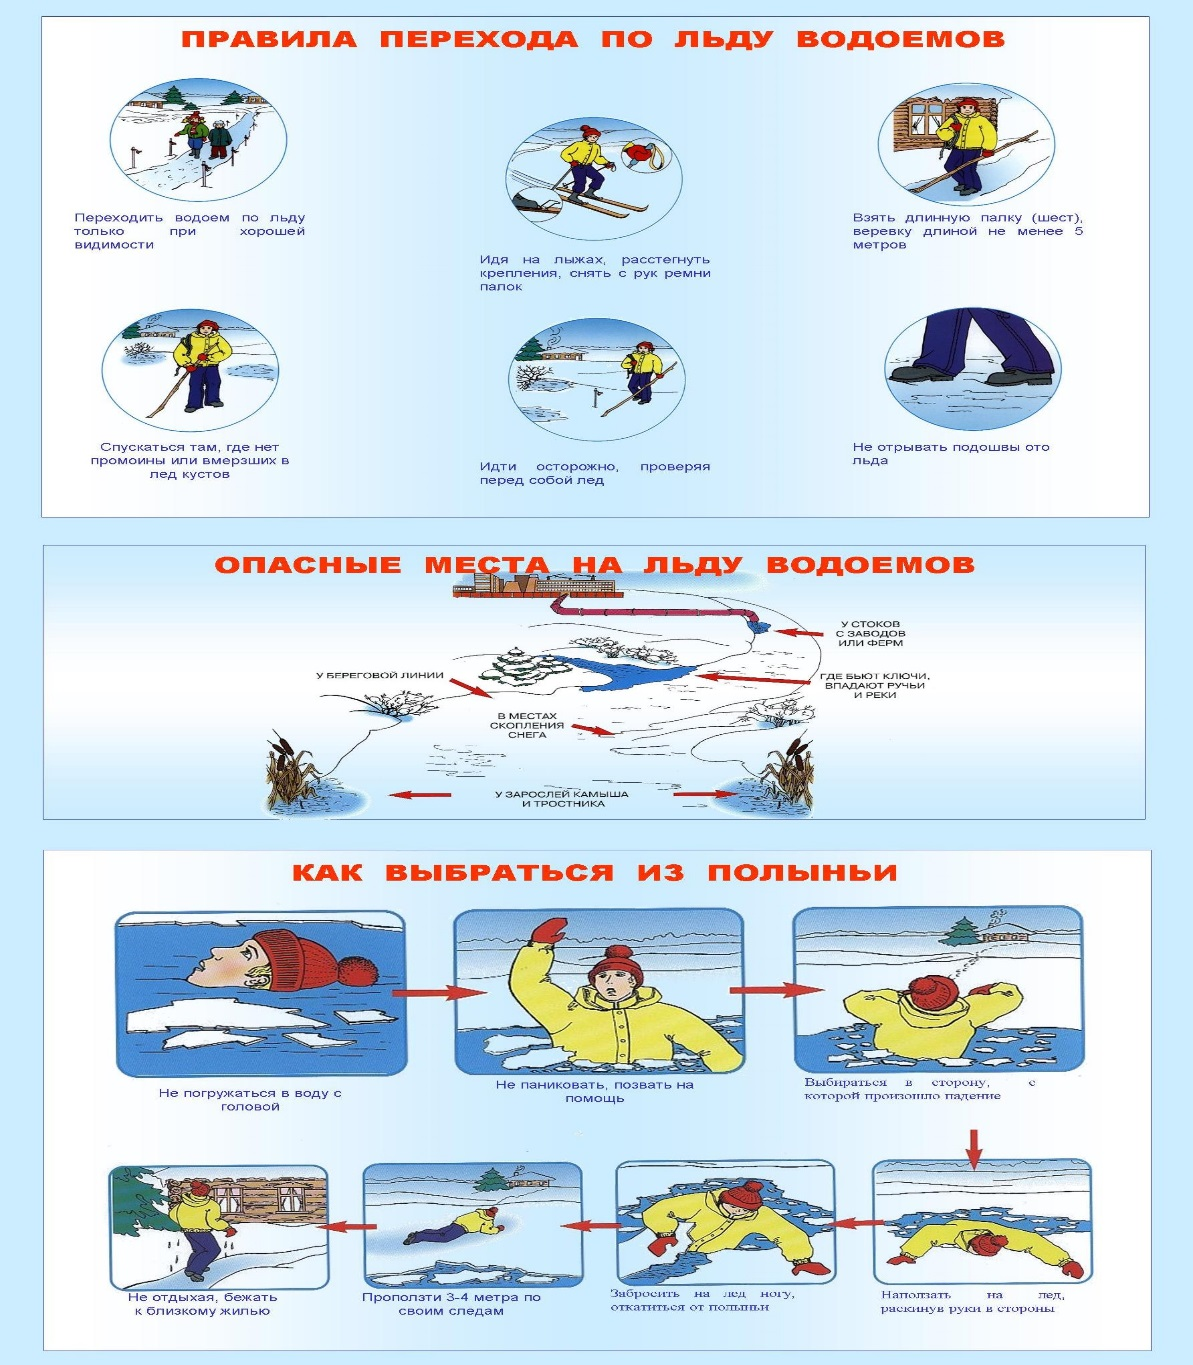 ПРАВИЛА ПЕРЕХОДА ПО ЛЬДУ ВОДОЕМОВ
Переходить водоем по льду
только при хорошей
видимости
Идя на лыжах, расстегнуть
крепления, снять с рук ремни
палок
Взять длинную палку (шест),
веревку длиной не менее 5
метров
Спускаться там, где нет
промоины или вмерзших в
лед кустов
Идти осторожно, проверяя
перед собой лед
Не отрывать подошвы ото
льда
ОПАСНЫЕ МЕСТА НА ЛЬДУ ВОДОЕМОВ
У СТОКОВ
С ЗАВОДОВ
ИЛИ ФЕРМ
У БЕРЕГОВОЙ ЛИНИИ
ГДЕ БЬЮТ КЛЮЧИ,
ВПАДАЮТ РУЧЬИ
И РЕКИ
В МЕСТАХ
СКОПЛЕНИЯ
СНЕГА
У ЗАРОСЛЕЙ КАМЫША
И ТРОСТНИКА
КАК ВЫБРАТЬСЯ ИЗ ПОЛЫНЬИ
Не погружаться в воду с
головой
Не паниковать, позвать на
помощь
Выбираться в сторону, с
которой произошло падение
Не отдыхая, бежать
к близкому жилью
Проползти 3-4 метра по
своим следам
Забросить на лед ногу,
откатиться от полыньи
Наползать на лед,
раскинув руки в стороны